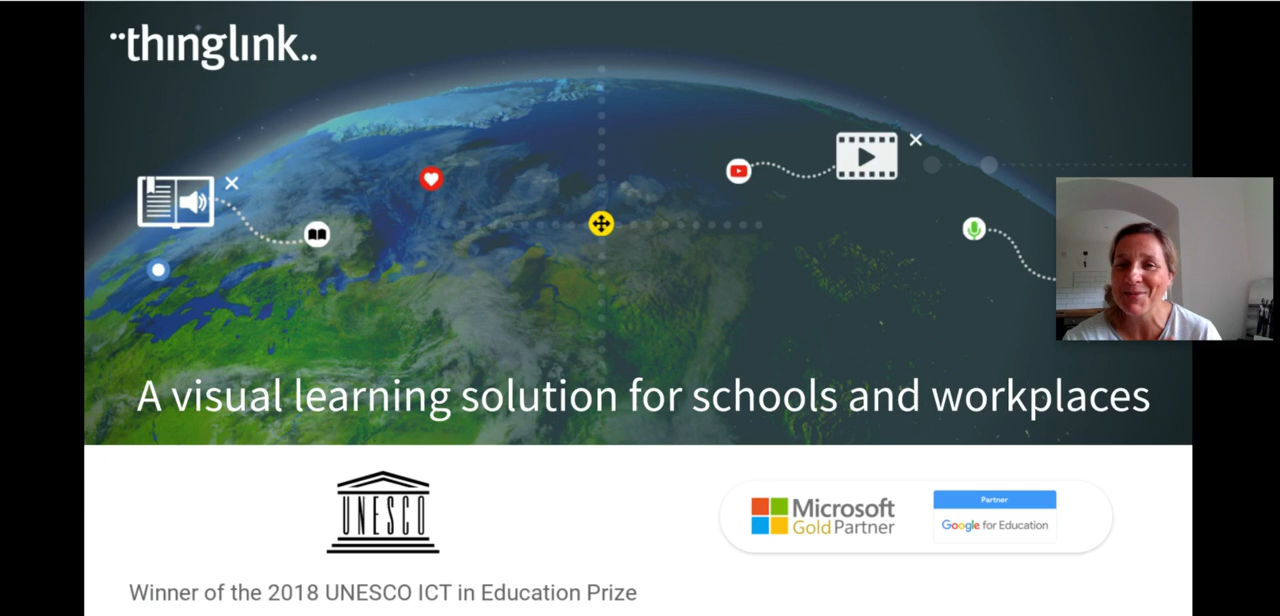 thinglink..
A visual learning solution for schools and workplaces
UNESCO
Microsoft
Gold Partner
Partner
Google for Education
Winner of the 2018 UNESCO ICT in Education Prize